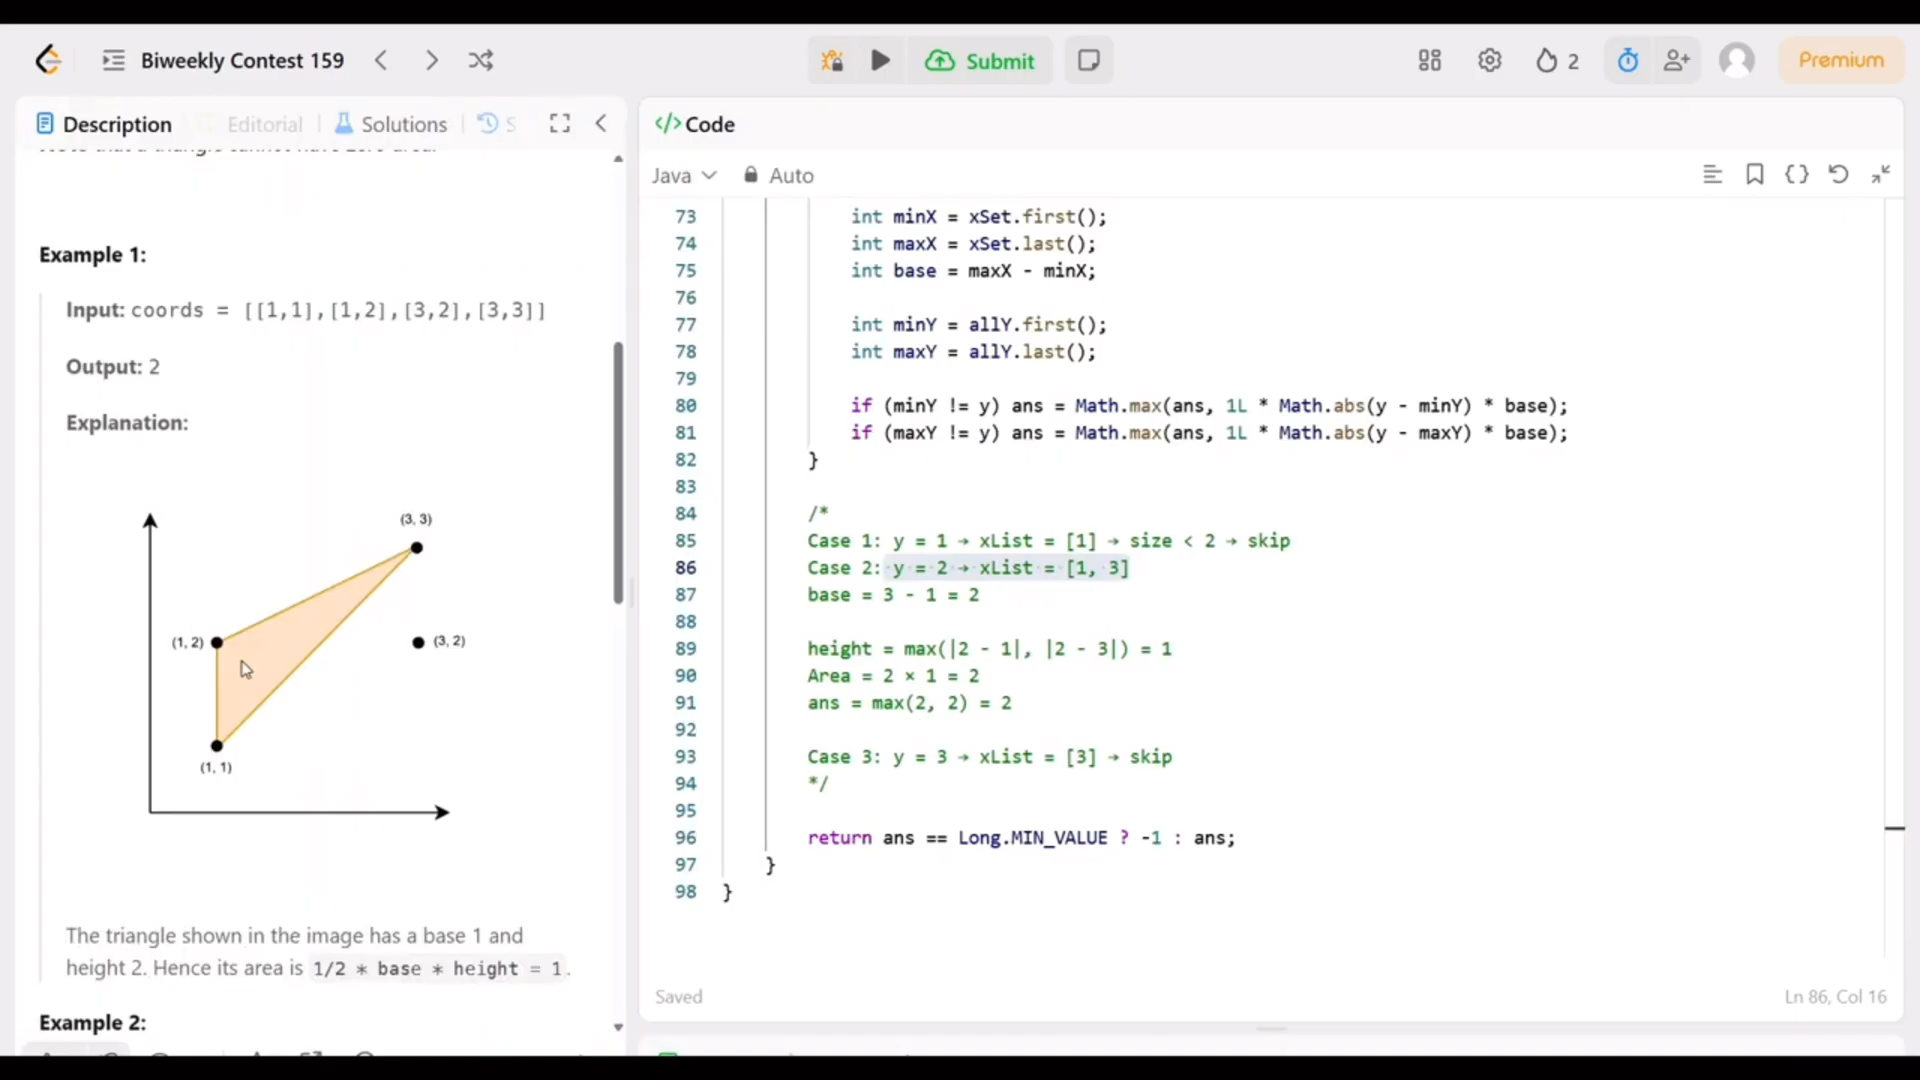 Biweekly Contest 159
Submit
2
Premium
Description
Editorial
Solutions
S
Example 1:
Input: coords = [[1,1],[1,2],[3,2],[3,3]]
Output: 2
Explanation:
(3, 3)
(1, 2)
(3, 2)
(1, 1)
The triangle shown in the image has a base 1 and
height 2. Hence its area is 1/2 * base * height = 1.
Example 2:
</> Code
Java
Auto
73 int minX = xSet.first();
74 int maxX = xSet.last();
75 int base = maxX - minX;
76
77 int minY = allY.first();
78 int maxY = allY.last();
79
80 if (minY != y) ans = Math.max(ans, 1L * Math.abs(y - minY) * base);
81 if (maxY != y) ans = Math.max(ans, 1L * Math.abs(y - maxY) * base);
82 }
83
84 /*
85 Case 1: y = 1 → xList = [1] → size < 2 → skip
86 Case 2: y = 2 → xList = [1, 3]
87 base = 3 - 1 = 2
88
89 height = max(|2 - 1|, |2 - 3|) = 1
90 Area = 2 × 1 = 2
91 ans = max(2, 2) = 2
92
93 Case 3: y = 3 → xList = [3] → skip
94 */
95
96 return ans == Long.MIN_VALUE ? -1 : ans;
97 }
98 }
Saved
Ln 86, Col 16